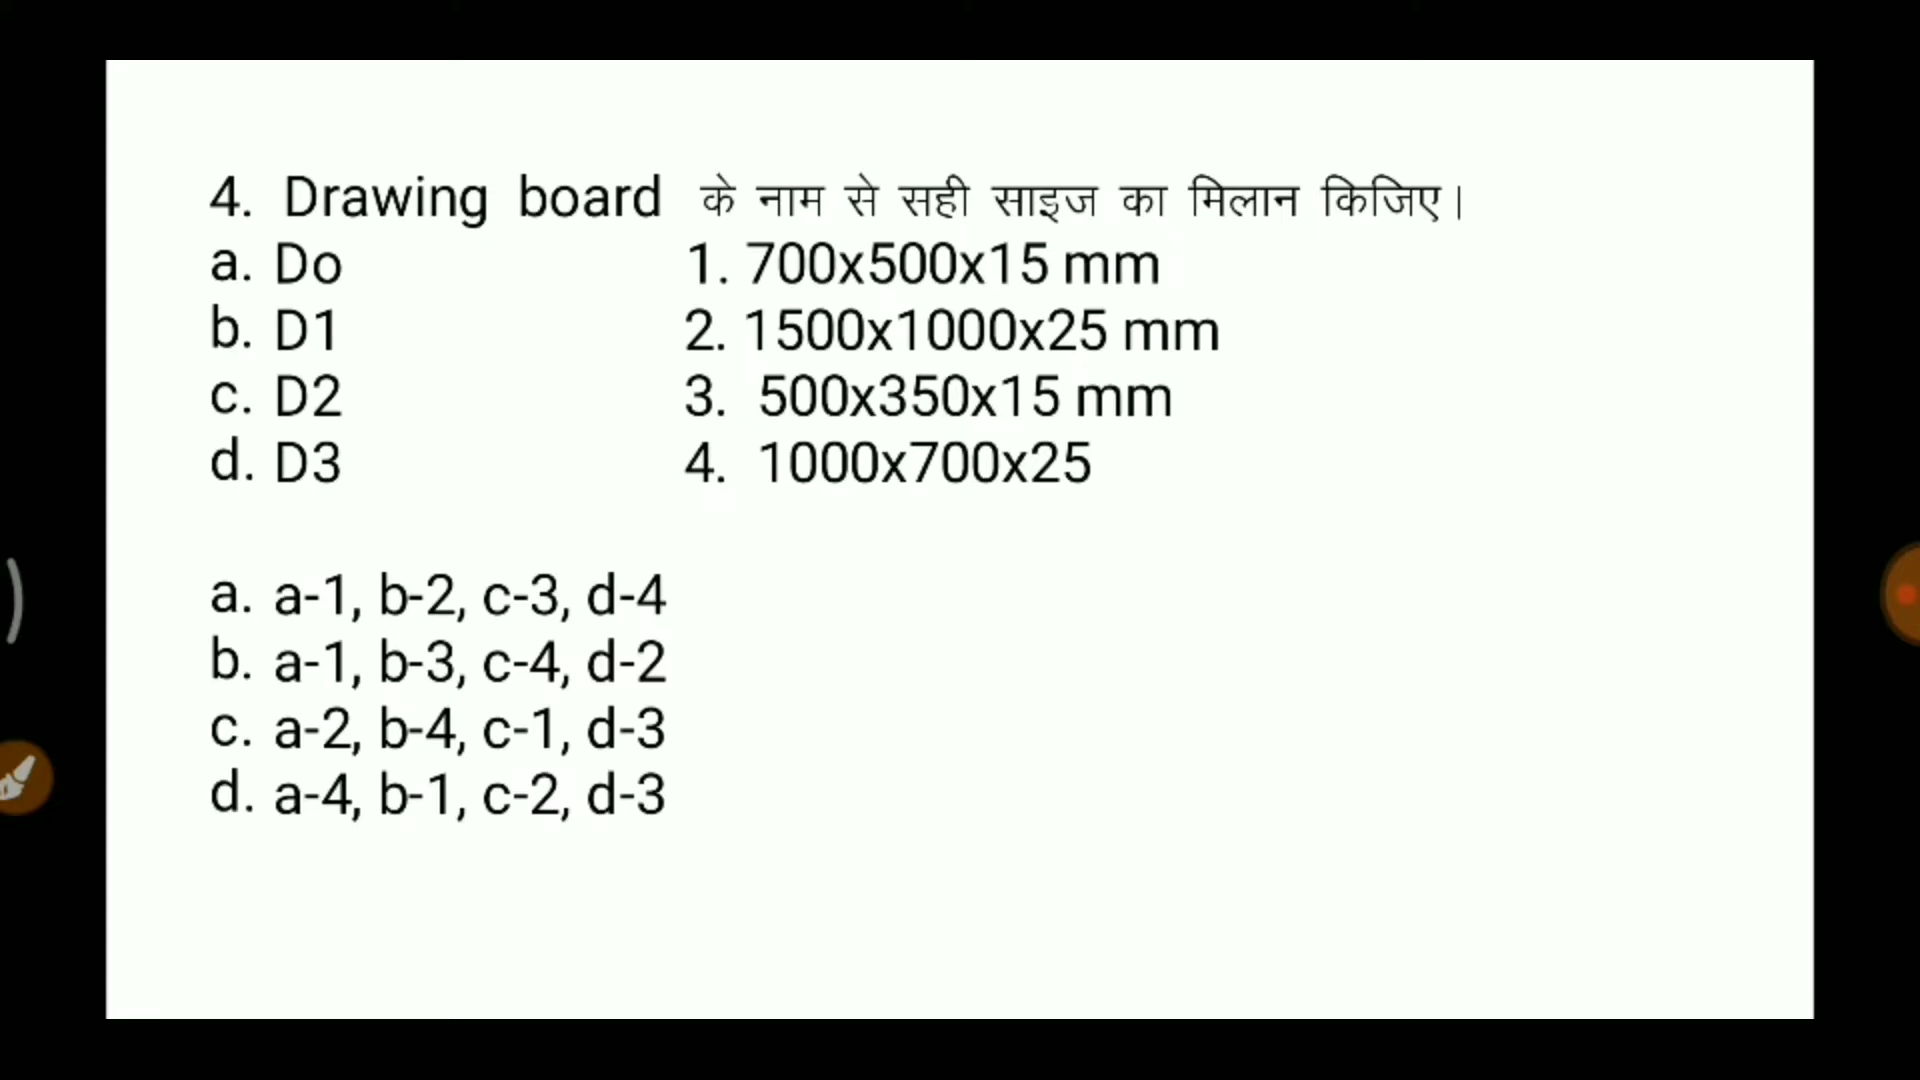 4. Drawing board के नाम से सही साइज का मिलान किजिए।
a. Do 1. 700x500x15 mm
b. D1 2. 1500x1000x25 mm
c. D2 3. 500x350x15 mm
d. D3 4. 1000x700x25
a. a-1, b-2, c-3, d-4
b. a-1, b-3, c-4, d-2
c. a-2, b-4, c-1, d-3
d. a-4, b-1, c-2, d-3